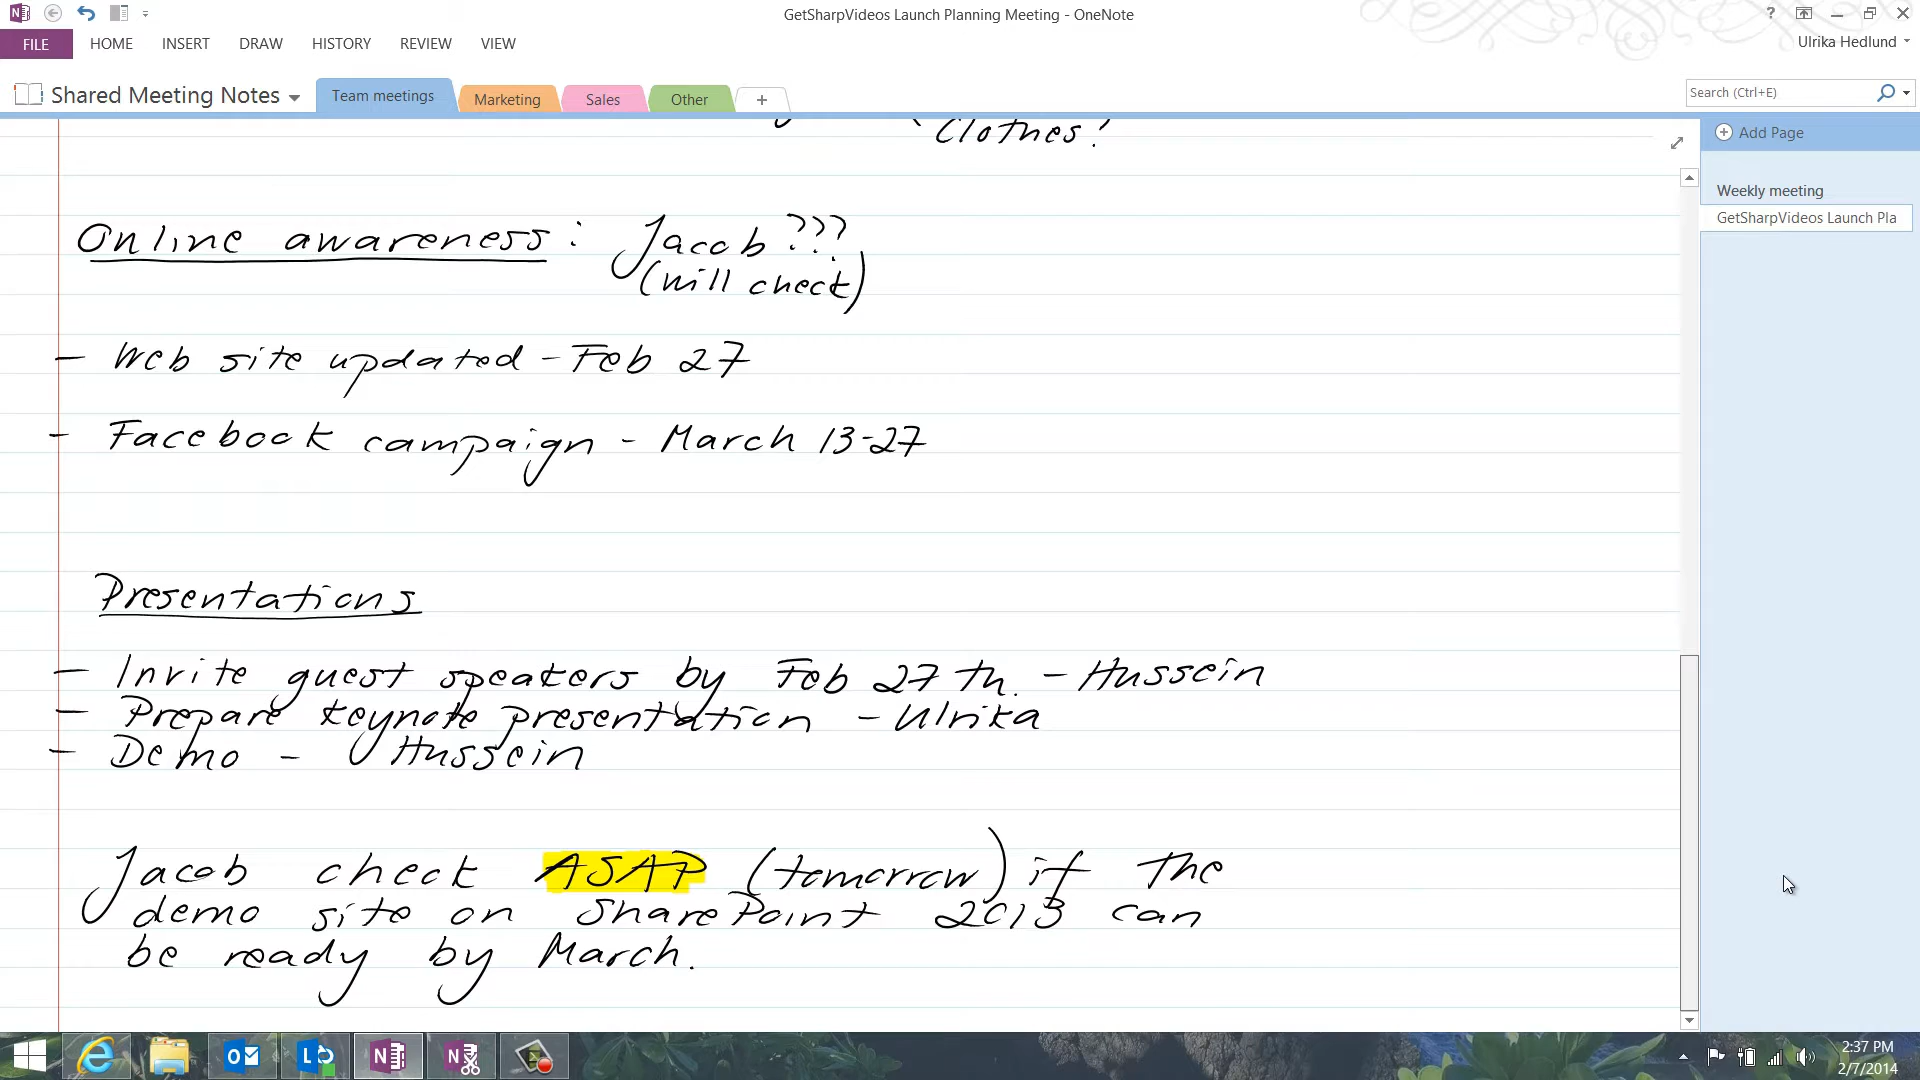 GetSharpVideos Launch Planning Meeting - OneNote
FILE HOME INSERT DRAW HISTORY REVIEW VIEW
Ulrika Hedlund
Shared Meeting Notes
Team meetings
Marketing
Sales
Other
Search (Ctrl+E)
Add Page
Weekly meeting
GetSharpVideos Launch Pla
Clothes!
Online awareness: Jacob???
(will check)
- Web site updated - Feb 27
- Facebook campaign - March 13-27
Presentations
- Invite guest speakers by Feb 27th. - Hussein
- Prepare keynote presentation - Ulrika
- Demo - Hussein
Jacob check ASAP (tomorrow) if the
demo site on SharePoint 2013 can
be ready by March.
2:37 PM
2/7/2014